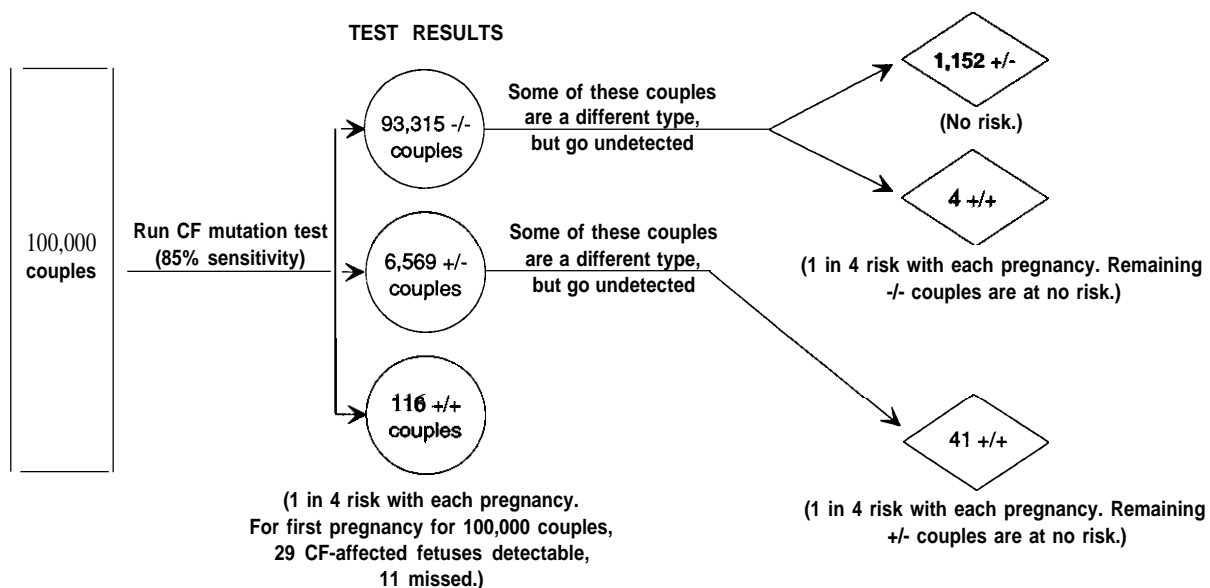 TEST RESULTS
100,000
couples
Run CF mutation test
(85% sensitivity)
93,315 -/-
couples
Some of these couples
are a different type,
but go undetected
1,152 +/-
(No risk.)
4 +/+
(1 in 4 risk with each pregnancy. Remaining
-/- couples are at no risk.)
6,569 +/-
couples
Some of these couples
are a different type,
but go undetected
41 +/+
(1 in 4 risk with each pregnancy. Remaining
+/- couples are at no risk.)
116 +/+
couples
(1 in 4 risk with each pregnancy.
For first pregnancy for 100,000 couples,
29 CF-affected fetuses detectable,
11 missed.)